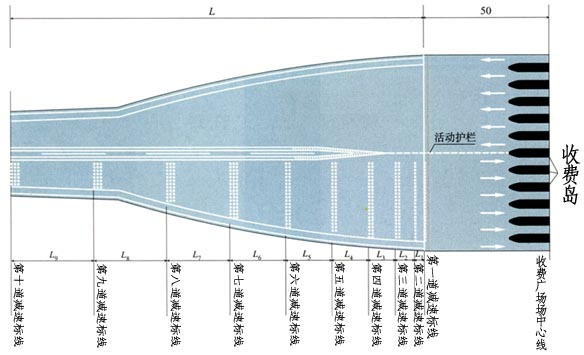 L
50
活动护栏
收费岛
L₉
L₈
L₇
L₆
L₅
L₄
L₃
L₂
L₁
第十道减速标线
第九道减速标线
第八道减速标线
第七道减速标线
第六道减速标线
第五道减速标线
第四道减速标线
第三道减速标线
第二道减速标线
第一道减速标线
收费广场场中心线